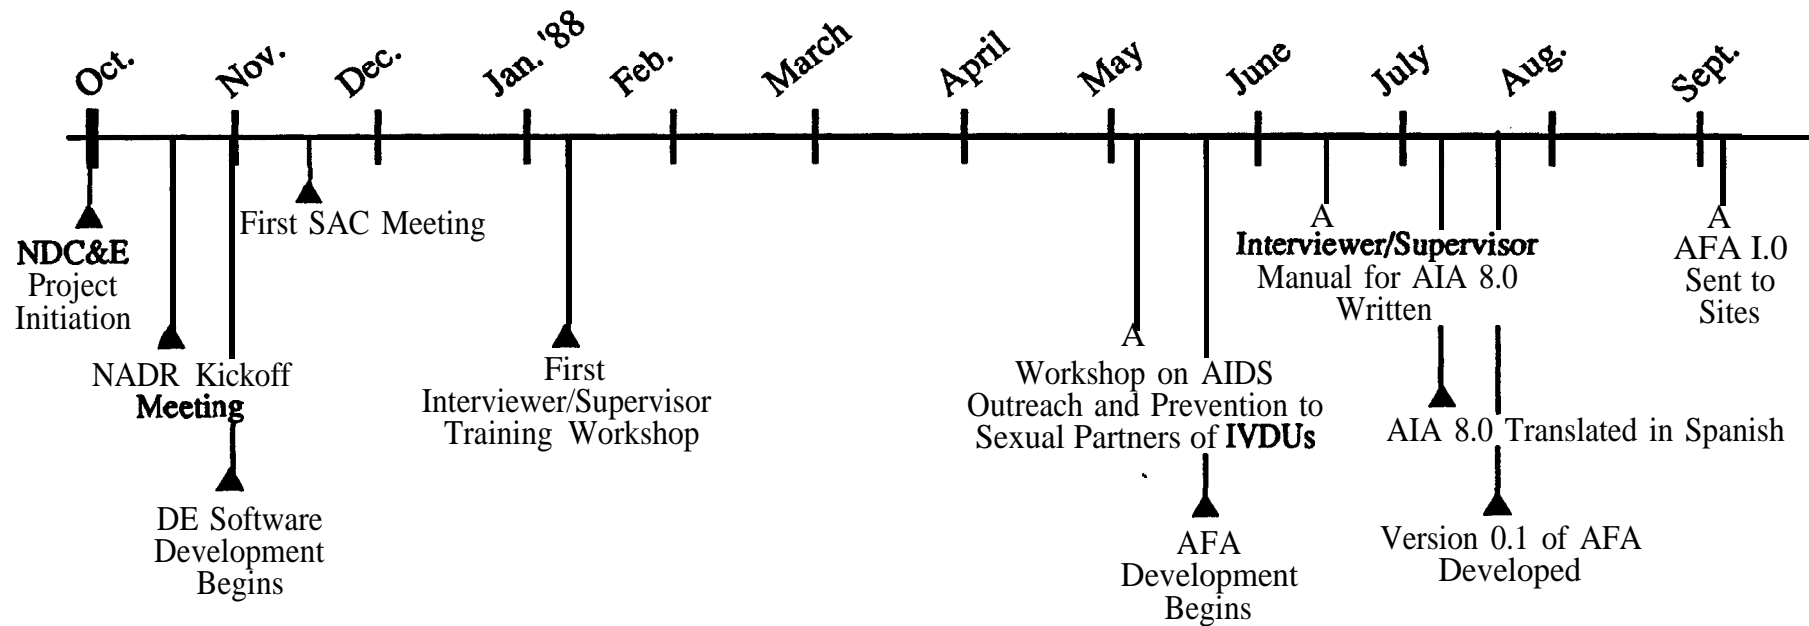 Oct.
Nov.
Dec.
Jan. '88
Feb.
March
April
May
June
July
Aug.
Sept.
NDC&E
Project
Initiation
NADR Kickoff
Meeting
DE Software
Development
Begins
First SAC Meeting
First
Interviewer/Supervisor
Training Workshop
A
Workshop on AIDS
Outreach and Prevention to
Sexual Partners of IVDUs
AFA
Development
Begins
A
Interviewer/Supervisor
Manual for AIA 8.0
Written
AIA 8.0 Translated in Spanish
Version 0.1 of AFA
Developed
A
AFA I.0
Sent to
Sites